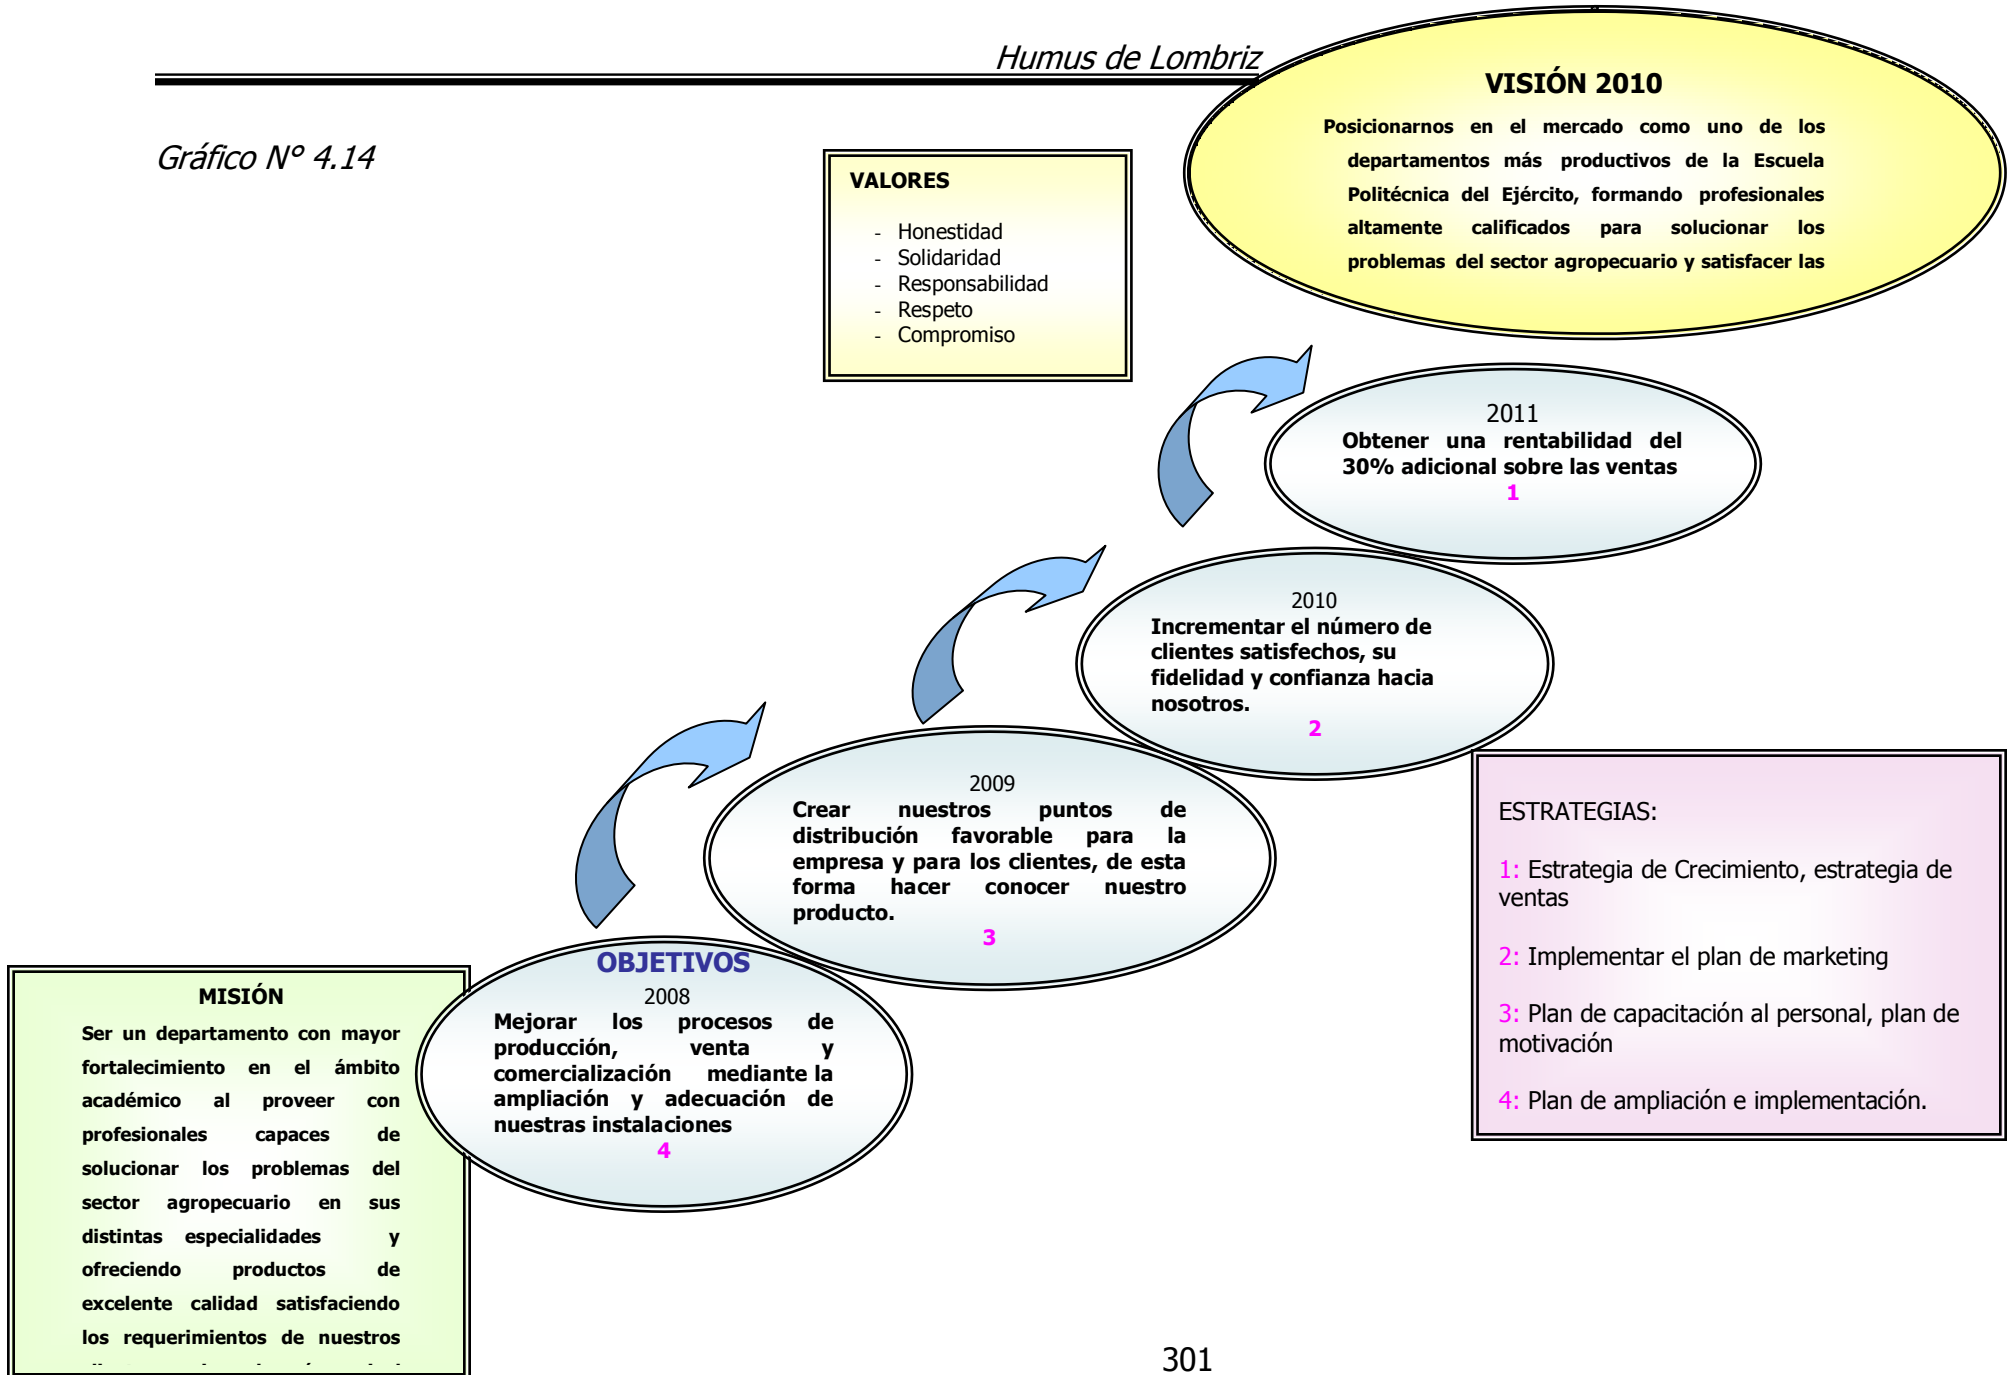 Humus de Lombriz
Gráfico N° 4.14
VISIÓN 2010
Posicionarnos en el mercado como uno de los
departamentos más productivos de la Escuela
Politécnica del Ejército, formando profesionales
altamente calificados para solucionar los
problemas del sector agropecuario y satisfacer las
VALORES
- Honestidad
- Solidaridad
- Responsabilidad
- Respeto
- Compromiso
2011
Obtener una rentabilidad del
30% adicional sobre las ventas
1
2010
Incrementar el número de
clientes satisfechos, su
fidelidad y confianza hacia
nosotros.
2
2009
Crear nuestros puntos de
distribución favorable para la
empresa y para los clientes, de esta
forma hacer conocer nuestro
producto.
3
OBJETIVOS
2008
Mejorar los procesos de
producción, venta y
comercialización mediante la
ampliación y adecuación de
nuestras instalaciones
4
ESTRATEGIAS:
1: Estrategia de Crecimiento, estrategia de
ventas
2: Implementar el plan de marketing
3: Plan de capacitación al personal, plan de
motivación
4: Plan de ampliación e implementación.
MISIÓN
Ser un departamento con mayor
fortalecimiento en el ámbito
académico al proveer con
profesionales capaces de
solucionar los problemas del
sector agropecuario en sus
distintas especialidades y
ofreciendo productos de
excelente calidad satisfaciendo
los requerimientos de nuestros
301